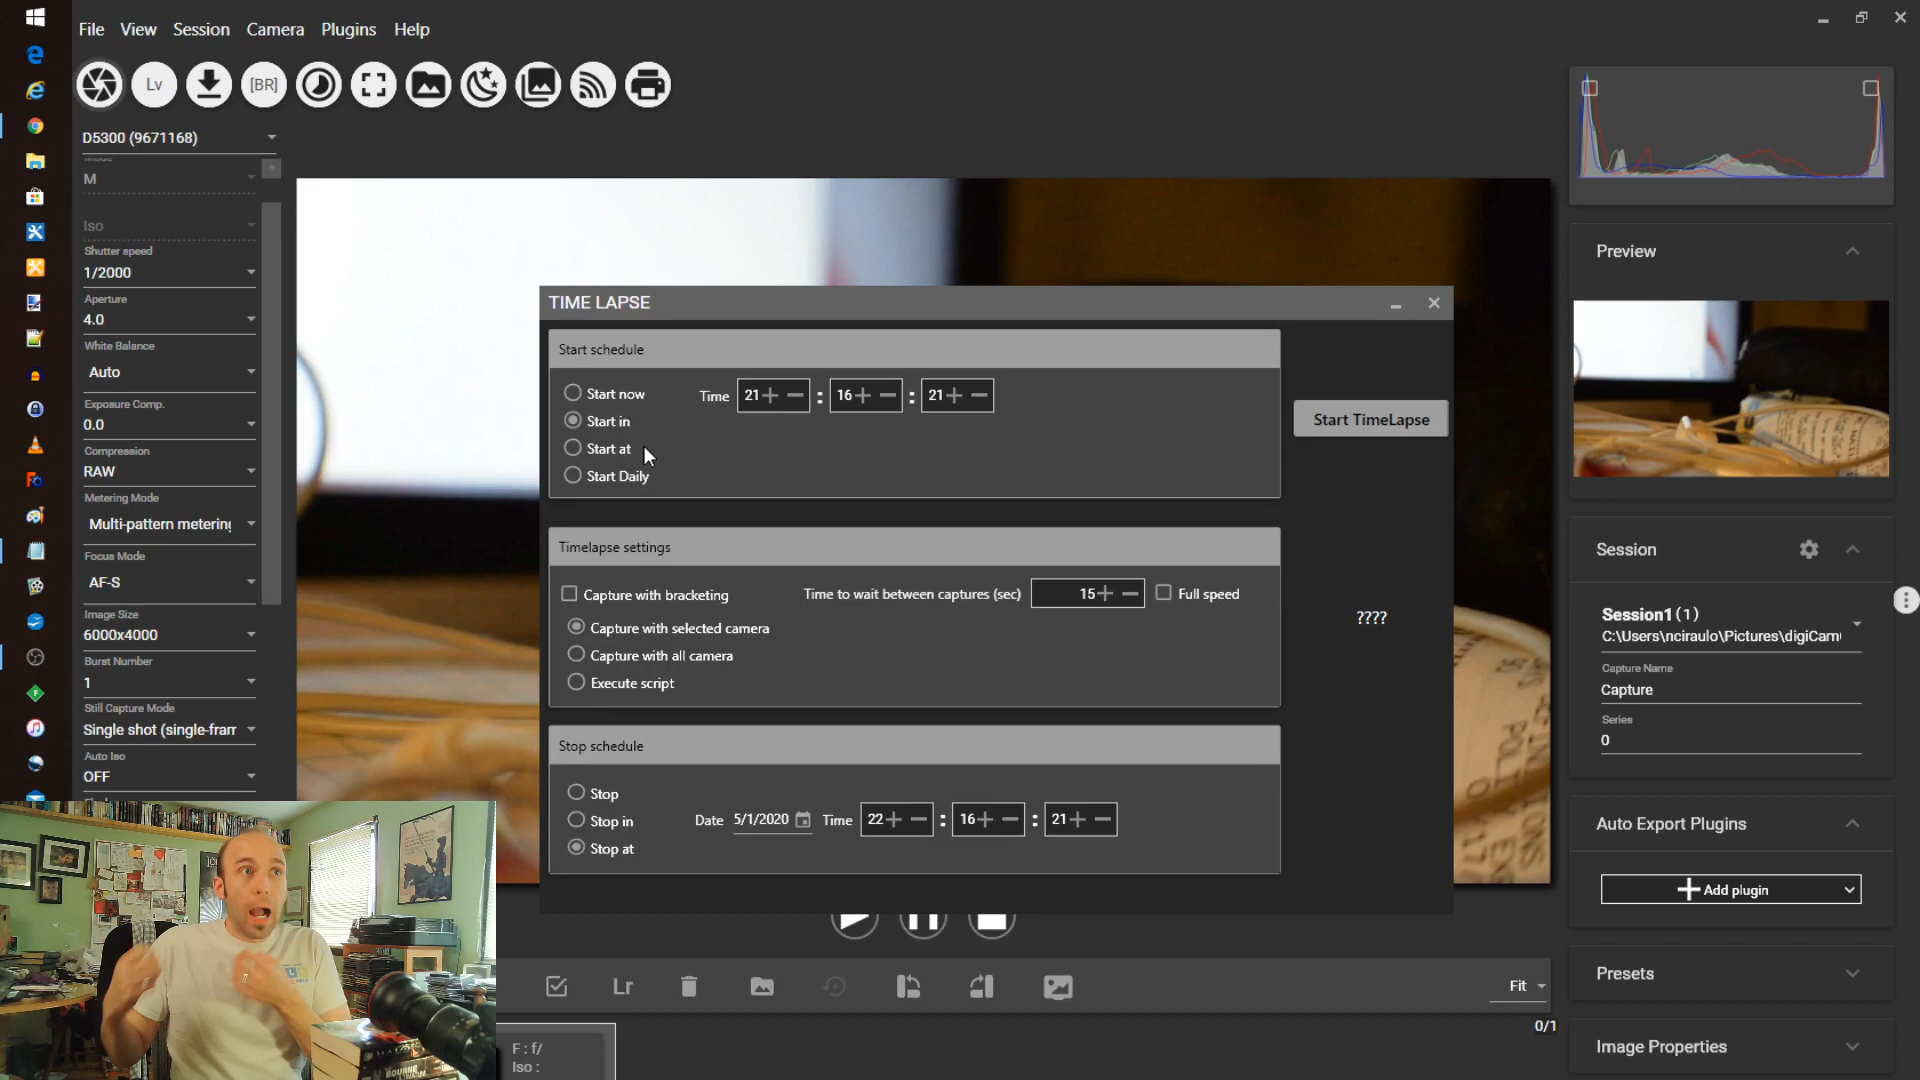 File View Session Camera Plugins Help
Lv [BR]
D5300 (9671168)
Mode
M
Iso
Shutter speed
1/2000
Aperture
4.0
White Balance
Auto
Exposure Comp.
0.0
Compression
RAW
Metering Mode
Multi-pattern metering
Focus Mode
AF-S
Image Size
6000x4000
Burst Number
1
Still Capture Mode
Single shot (single-fram
Auto Iso
OFF
TIME LAPSE
Start schedule
Start now
Time 21 : 16 : 21
Start in
Start at
Start Daily
Start TimeLapse
Timelapse settings
Capture with bracketing
Time to wait between captures (sec) 15 Full speed
Capture with selected camera
Capture with all camera
Execute script
????
Stop schedule
Stop
Stop in
Date 5/1/2020 Time 22 : 16 : 21
Stop at
Lr
Fit
0/1
F : f/
Iso :
Preview
Session
Session1 (1)
C:\Users\nciraulo\Pictures\digiCam
Capture Name
Capture
Series
0
Auto Export Plugins
Add plugin
Presets
Image Properties
BOURNE